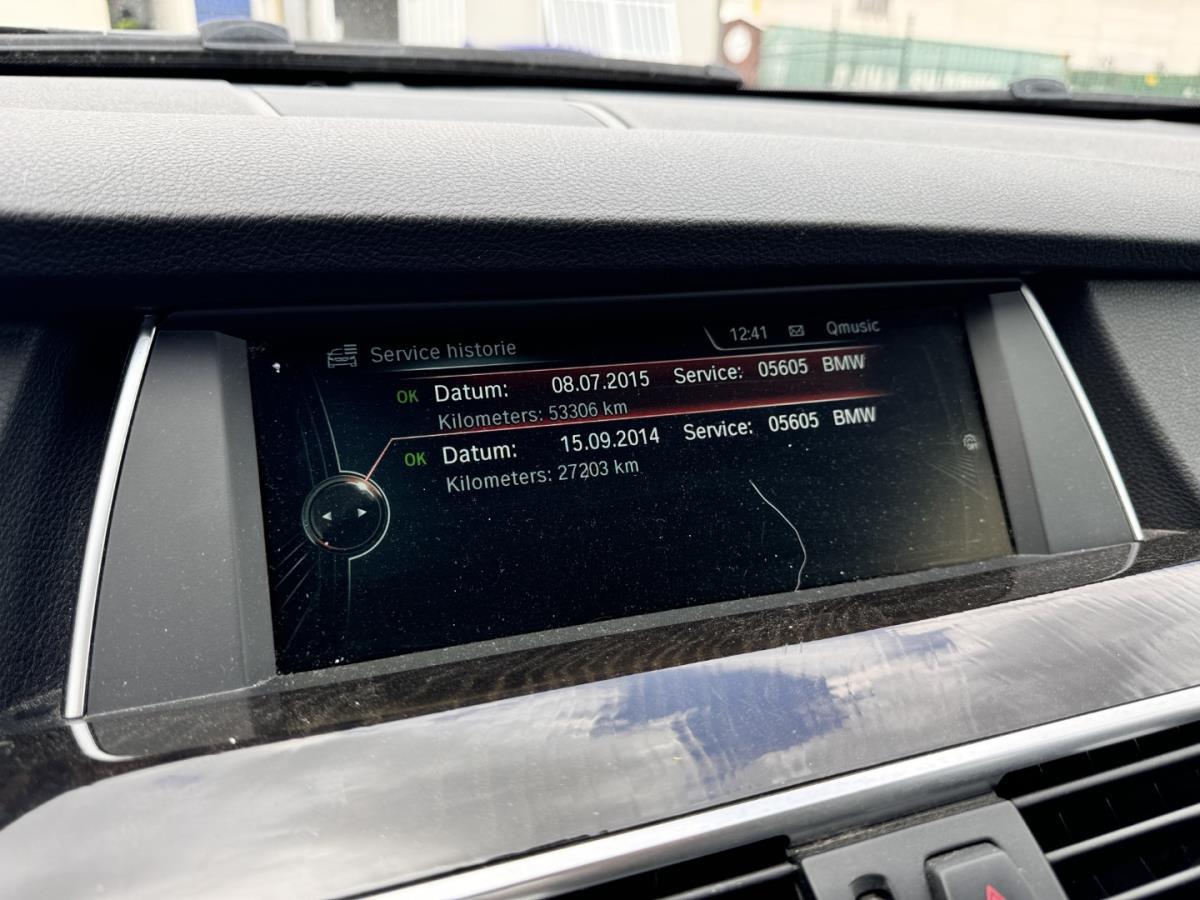 Service historie
12:41 Qmusic
OK Datum: 08.07.2015 Service: 05605 BMW
Kilometers: 53306 km
OK Datum: 15.09.2014 Service: 05605 BMW
Kilometers: 27203 km